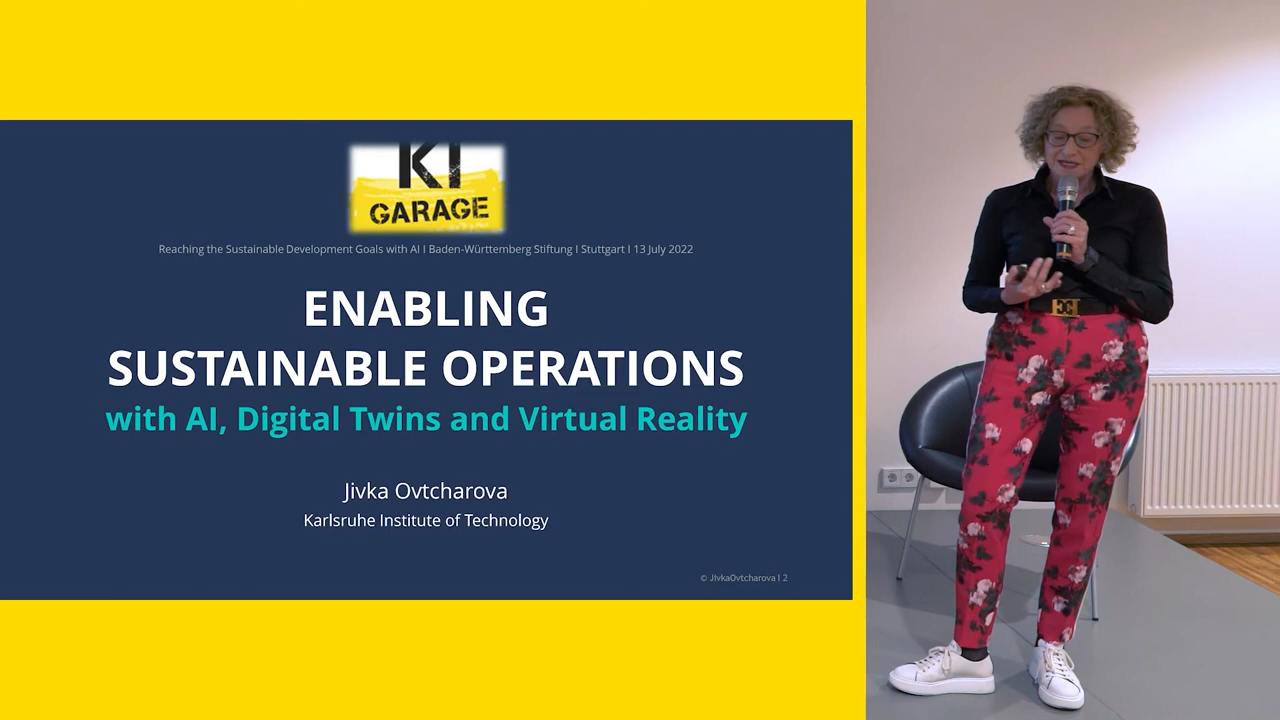 KI
GARAGE
Reaching the Sustainable Development Goals with AI I Baden-Württemberg Stiftung I Stuttgart I 13 July 2022
ENABLING
SUSTAINABLE OPERATIONS
with AI, Digital Twins and Virtual Reality
Jivka Ovtcharova
Karlsruhe Institute of Technology
© JivkaOvtcharova I 2